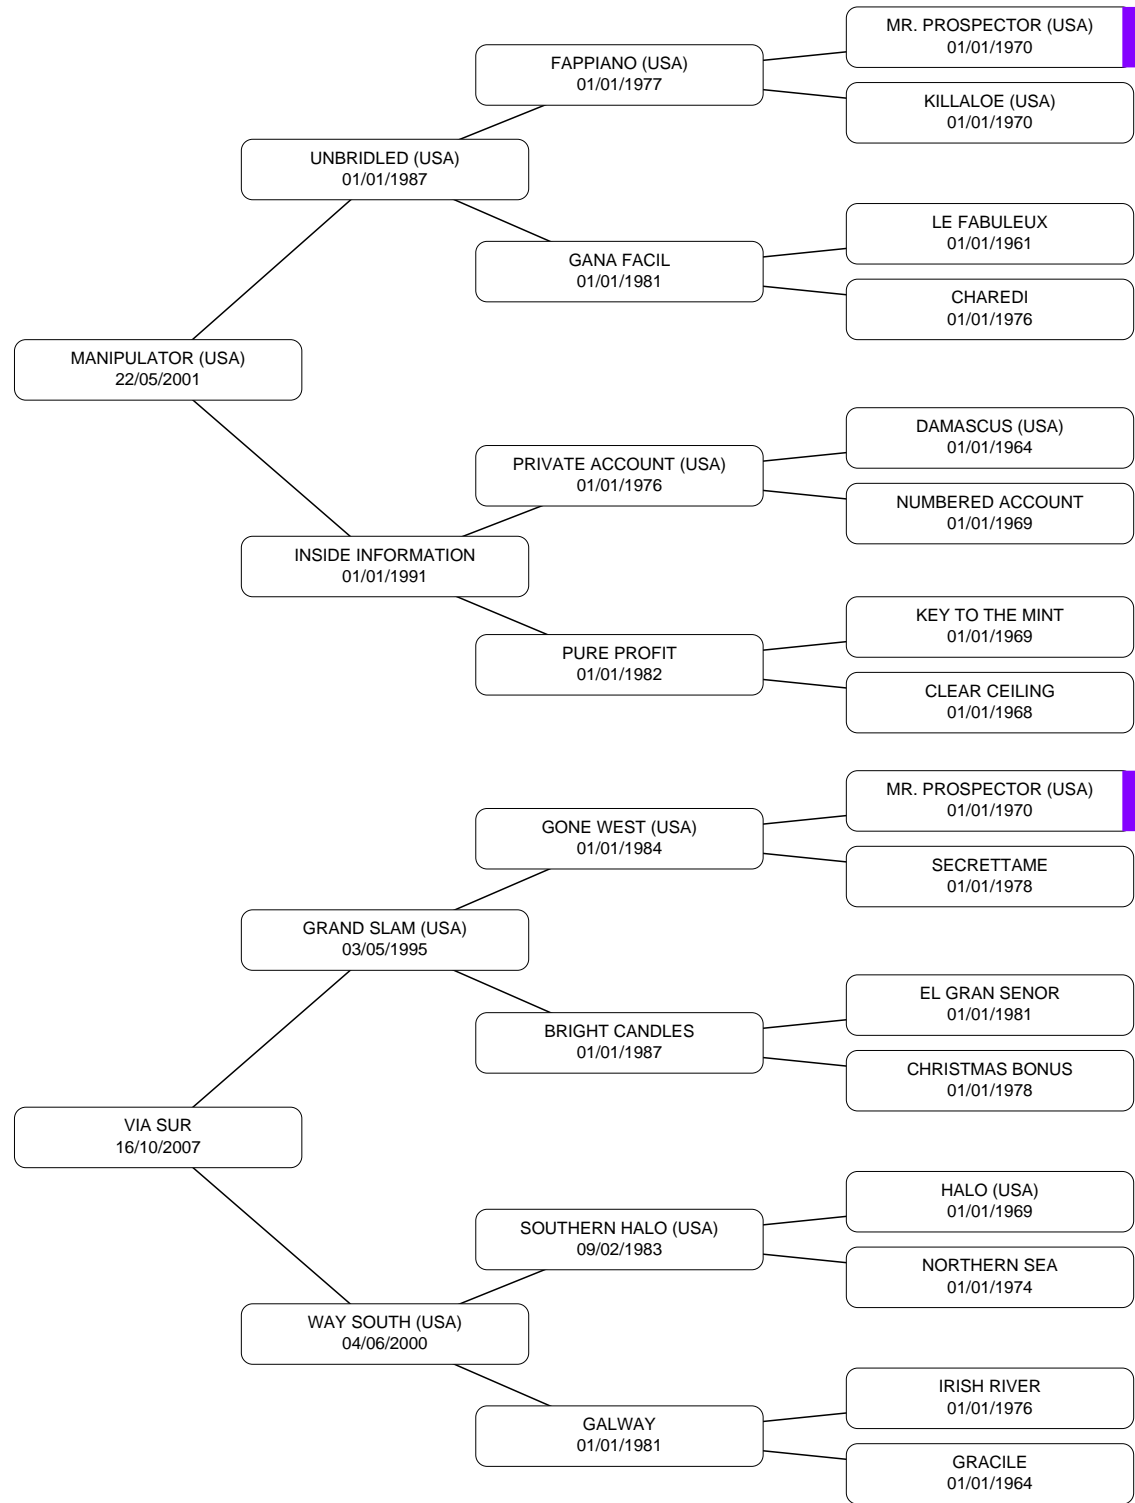 MR. PROSPECTOR (USA)
01/01/1970
FAPPIANO (USA)
01/01/1977
KILLALOE (USA)
01/01/1970
UNBRIDLED (USA)
01/01/1987
LE FABULEUX
01/01/1961
GANA FACIL
01/01/1981
CHAREDI
01/01/1976
MANIPULATOR (USA)
22/05/2001
DAMASCUS (USA)
01/01/1964
PRIVATE ACCOUNT (USA)
01/01/1976
NUMBERED ACCOUNT
01/01/1969
INSIDE INFORMATION
01/01/1991
KEY TO THE MINT
01/01/1969
PURE PROFIT
01/01/1982
CLEAR CEILING
01/01/1968
MR. PROSPECTOR (USA)
01/01/1970
GONE WEST (USA)
01/01/1984
SECRETTAME
01/01/1978
GRAND SLAM (USA)
03/05/1995
EL GRAN SENOR
01/01/1981
BRIGHT CANDLES
01/01/1987
CHRISTMAS BONUS
01/01/1978
VIA SUR
16/10/2007
HALO (USA)
01/01/1969
SOUTHERN HALO (USA)
09/02/1983
NORTHERN SEA
01/01/1974
WAY SOUTH (USA)
04/06/2000
IRISH RIVER
01/01/1976
GALWAY
01/01/1981
GRACILE
01/01/1964